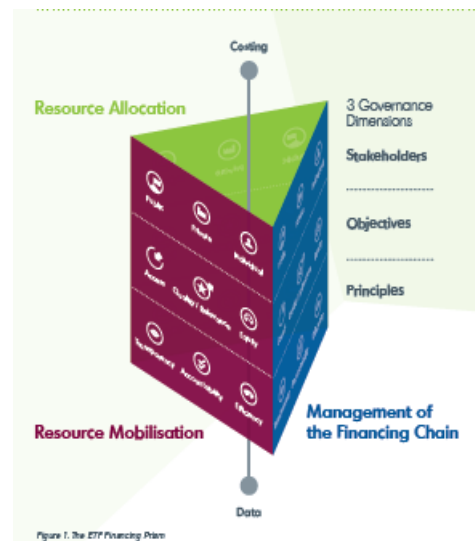 Costing
Resource Allocation
3 Governance
Dimensions
Stakeholders
Public
Private
Individual
Objectives
Access
Quality / Relevance
Equity
Principles
Transparency
Accountability
Efficiency
Resource Mobilisation
Management of
the Financing Chain
Data
Figure 1. The ETF Financing Prism